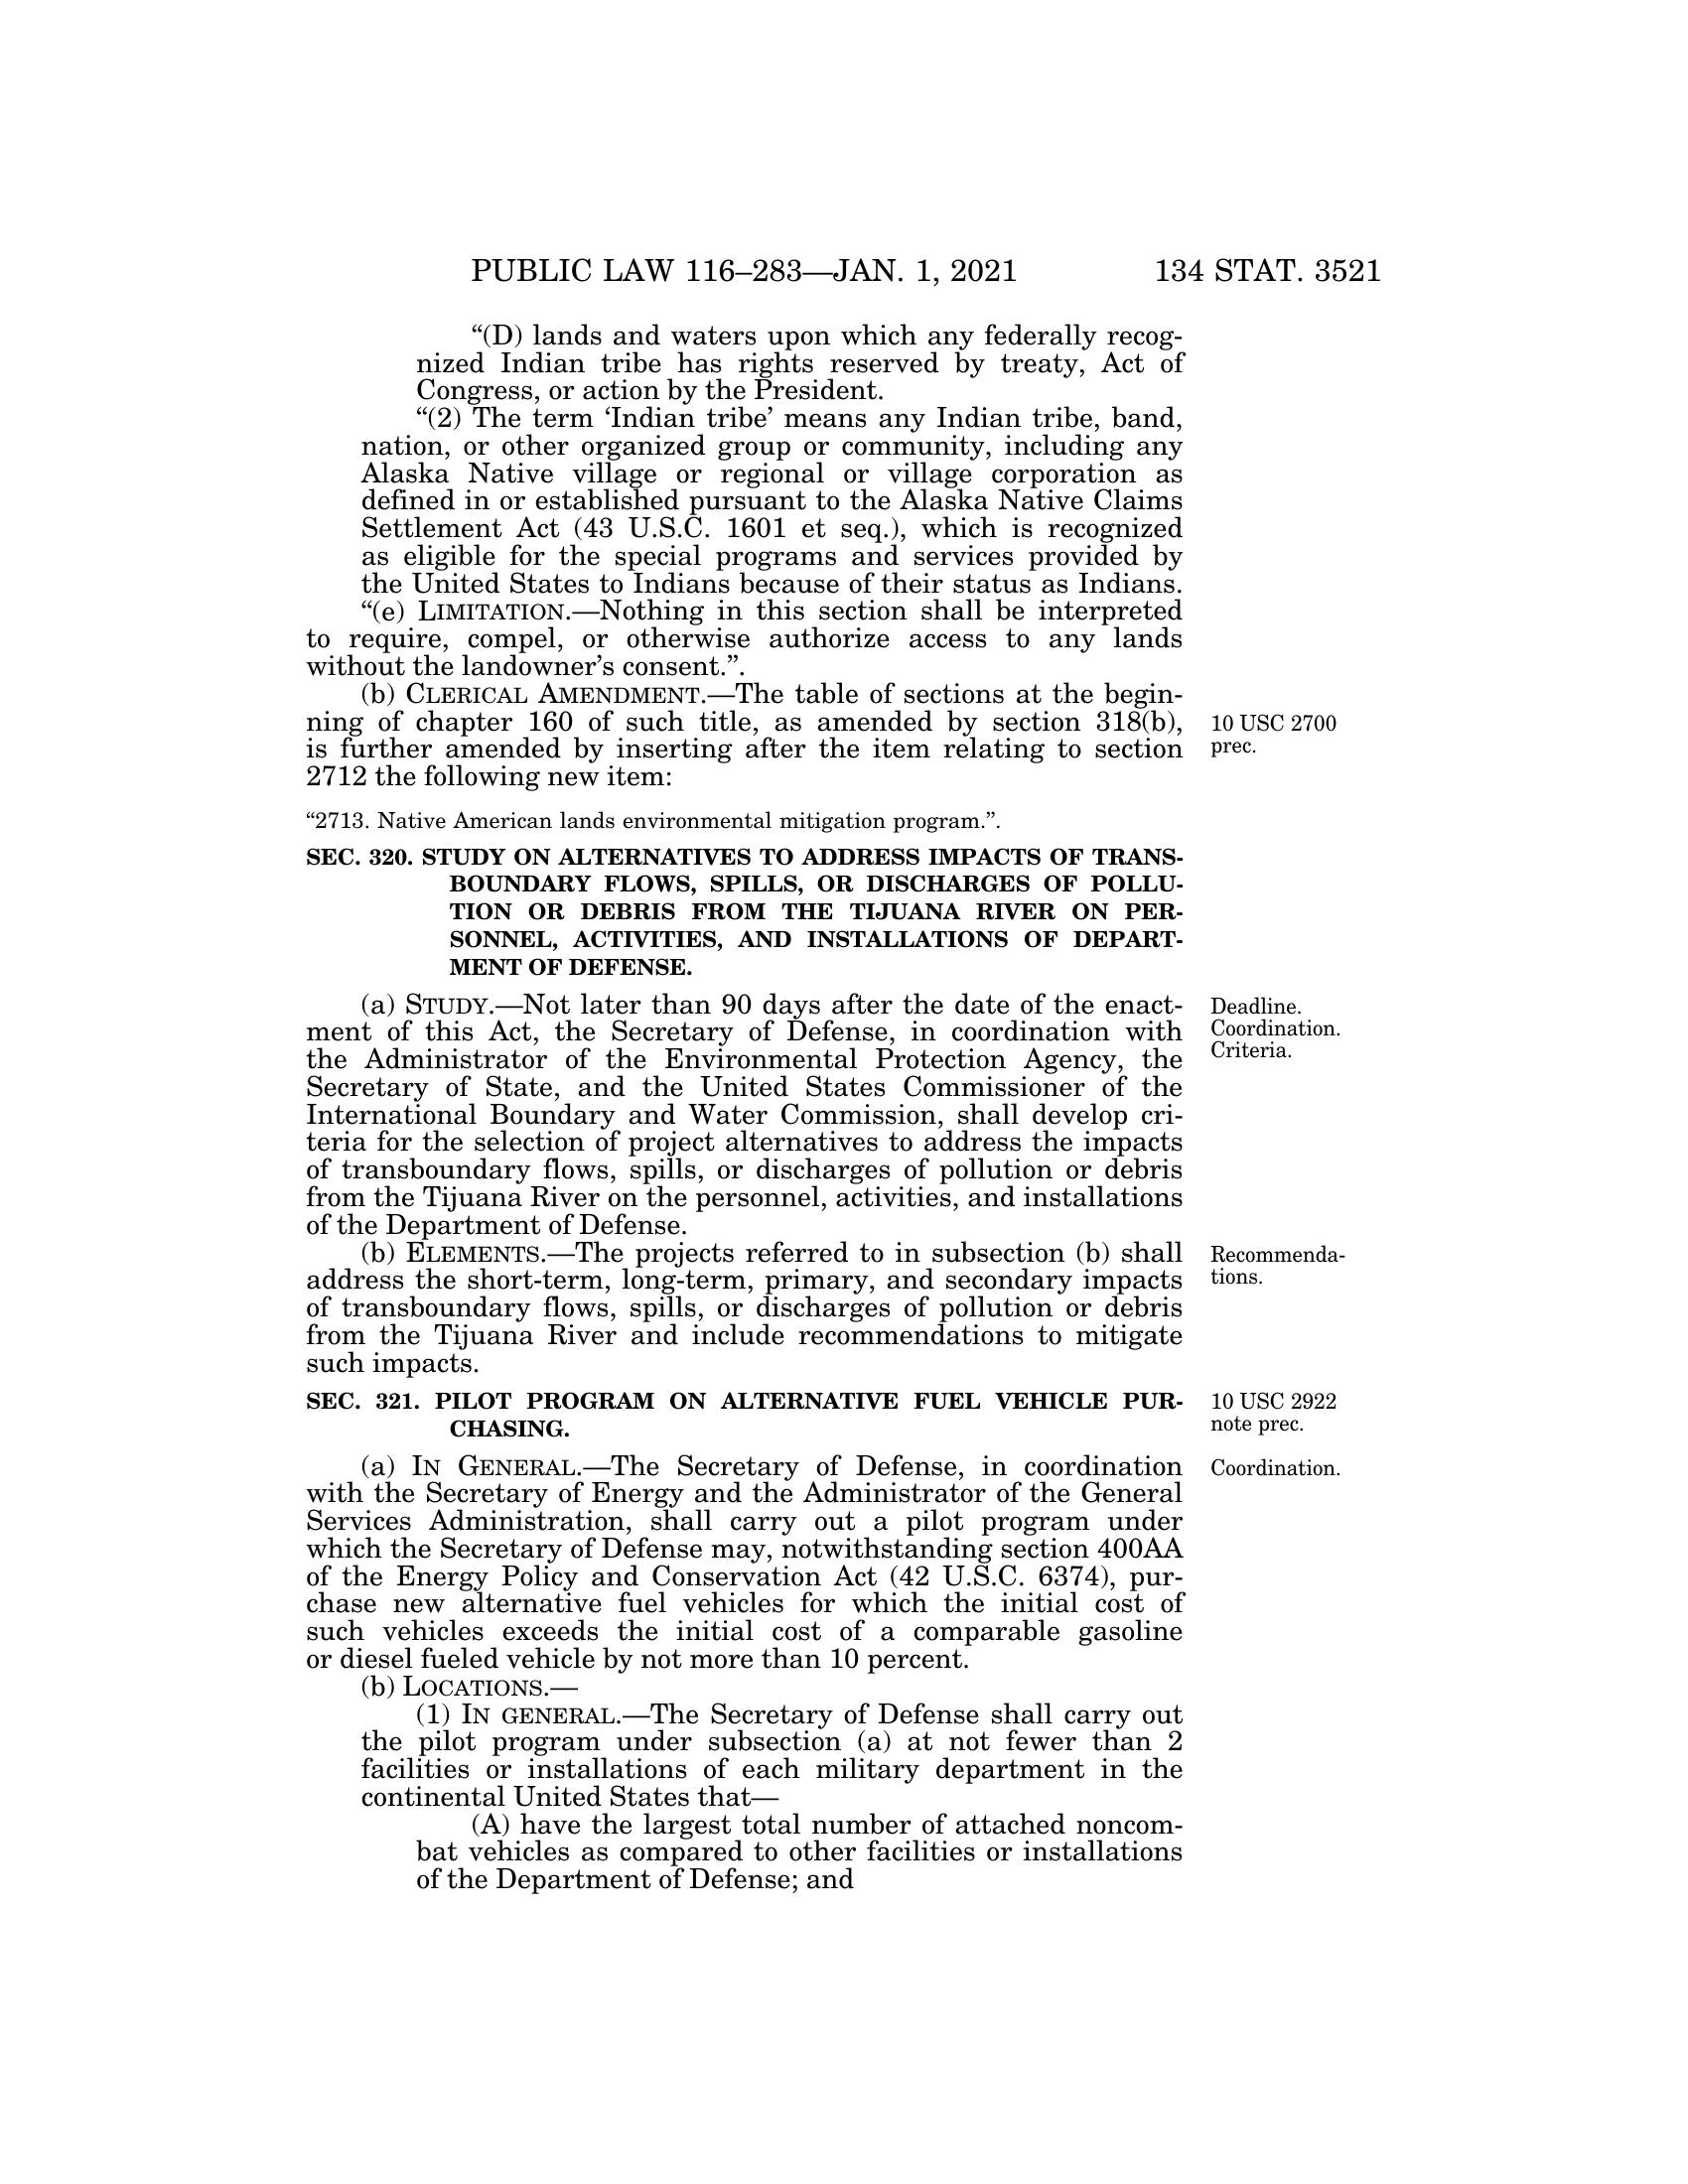 PUBLIC LAW 116–283—JAN. 1, 2021 134 STAT. 3521
“(D) lands and waters upon which any federally recog-
nized Indian tribe has rights reserved by treaty, Act of
Congress, or action by the President.
“(2) The term ‘Indian tribe’ means any Indian tribe, band,
nation, or other organized group or community, including any
Alaska Native village or regional or village corporation as
defined in or established pursuant to the Alaska Native Claims
Settlement Act (43 U.S.C. 1601 et seq.), which is recognized
as eligible for the special programs and services provided by
the United States to Indians because of their status as Indians.
“(e) LIMITATION.—Nothing in this section shall be interpreted
to require, compel, or otherwise authorize access to any lands
without the landowner’s consent.”.
(b) CLERICAL AMENDMENT.—The table of sections at the begin-
ning of chapter 160 of such title, as amended by section 318(b),
is further amended by inserting after the item relating to section
2712 the following new item:
10 USC 2700
prec.
“2713. Native American lands environmental mitigation program.”.
SEC. 320. STUDY ON ALTERNATIVES TO ADDRESS IMPACTS OF TRANS-
BOUNDARY FLOWS, SPILLS, OR DISCHARGES OF POLLU-
TION OR DEBRIS FROM THE TIJUANA RIVER ON PER-
SONNEL, ACTIVITIES, AND INSTALLATIONS OF DEPART-
MENT OF DEFENSE.
(a) STUDY.—Not later than 90 days after the date of the enact-
ment of this Act, the Secretary of Defense, in coordination with
the Administrator of the Environmental Protection Agency, the
Secretary of State, and the United States Commissioner of the
International Boundary and Water Commission, shall develop cri-
teria for the selection of project alternatives to address the impacts
of transboundary flows, spills, or discharges of pollution or debris
from the Tijuana River on the personnel, activities, and installations
of the Department of Defense.
Deadline.
Coordination.
Criteria.
(b) ELEMENTS.—The projects referred to in subsection (b) shall
address the short-term, long-term, primary, and secondary impacts
of transboundary flows, spills, or discharges of pollution or debris
from the Tijuana River and include recommendations to mitigate
such impacts.
Recommenda-
tions.
SEC. 321. PILOT PROGRAM ON ALTERNATIVE FUEL VEHICLE PUR-
CHASING.
10 USC 2922
note prec.
(a) IN GENERAL.—The Secretary of Defense, in coordination
with the Secretary of Energy and the Administrator of the General
Services Administration, shall carry out a pilot program under
which the Secretary of Defense may, notwithstanding section 400AA
of the Energy Policy and Conservation Act (42 U.S.C. 6374), pur-
chase new alternative fuel vehicles for which the initial cost of
such vehicles exceeds the initial cost of a comparable gasoline
or diesel fueled vehicle by not more than 10 percent.
Coordination.
(b) LOCATIONS.—
(1) IN GENERAL.—The Secretary of Defense shall carry out
the pilot program under subsection (a) at not fewer than 2
facilities or installations of each military department in the
continental United States that—
(A) have the largest total number of attached noncom-
bat vehicles as compared to other facilities or installations
of the Department of Defense; and